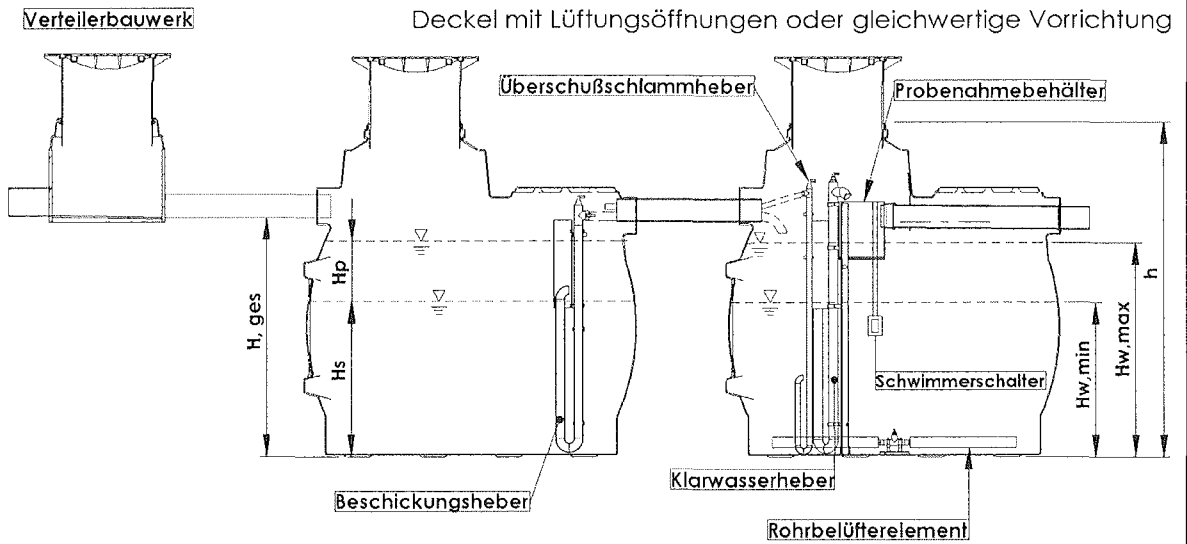 Verteilerbauwerk
Deckel mit Lüftungsöffnungen oder gleichwertige Vorrichtung
Überschußschlammheber
Probenahmebehälter
H, ges
Hp
Hs
h
Hw,max
Hw,min
Schwimmerschalter
Klarwasserheber
Beschickungsheber
Rohrbelüfterelement